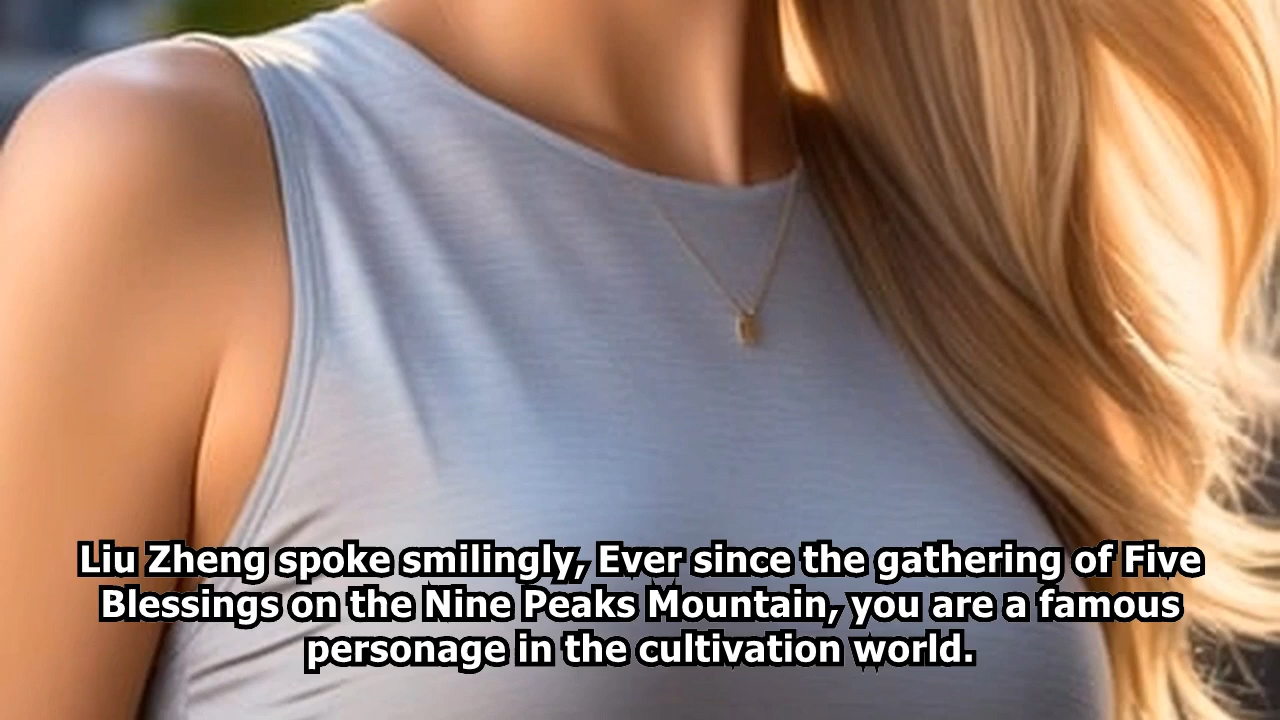 Liu Zheng spoke smilingly, Ever since the gathering of Five
Blessings on the Nine Peaks Mountain, you are a famous
personage in the cultivation world.